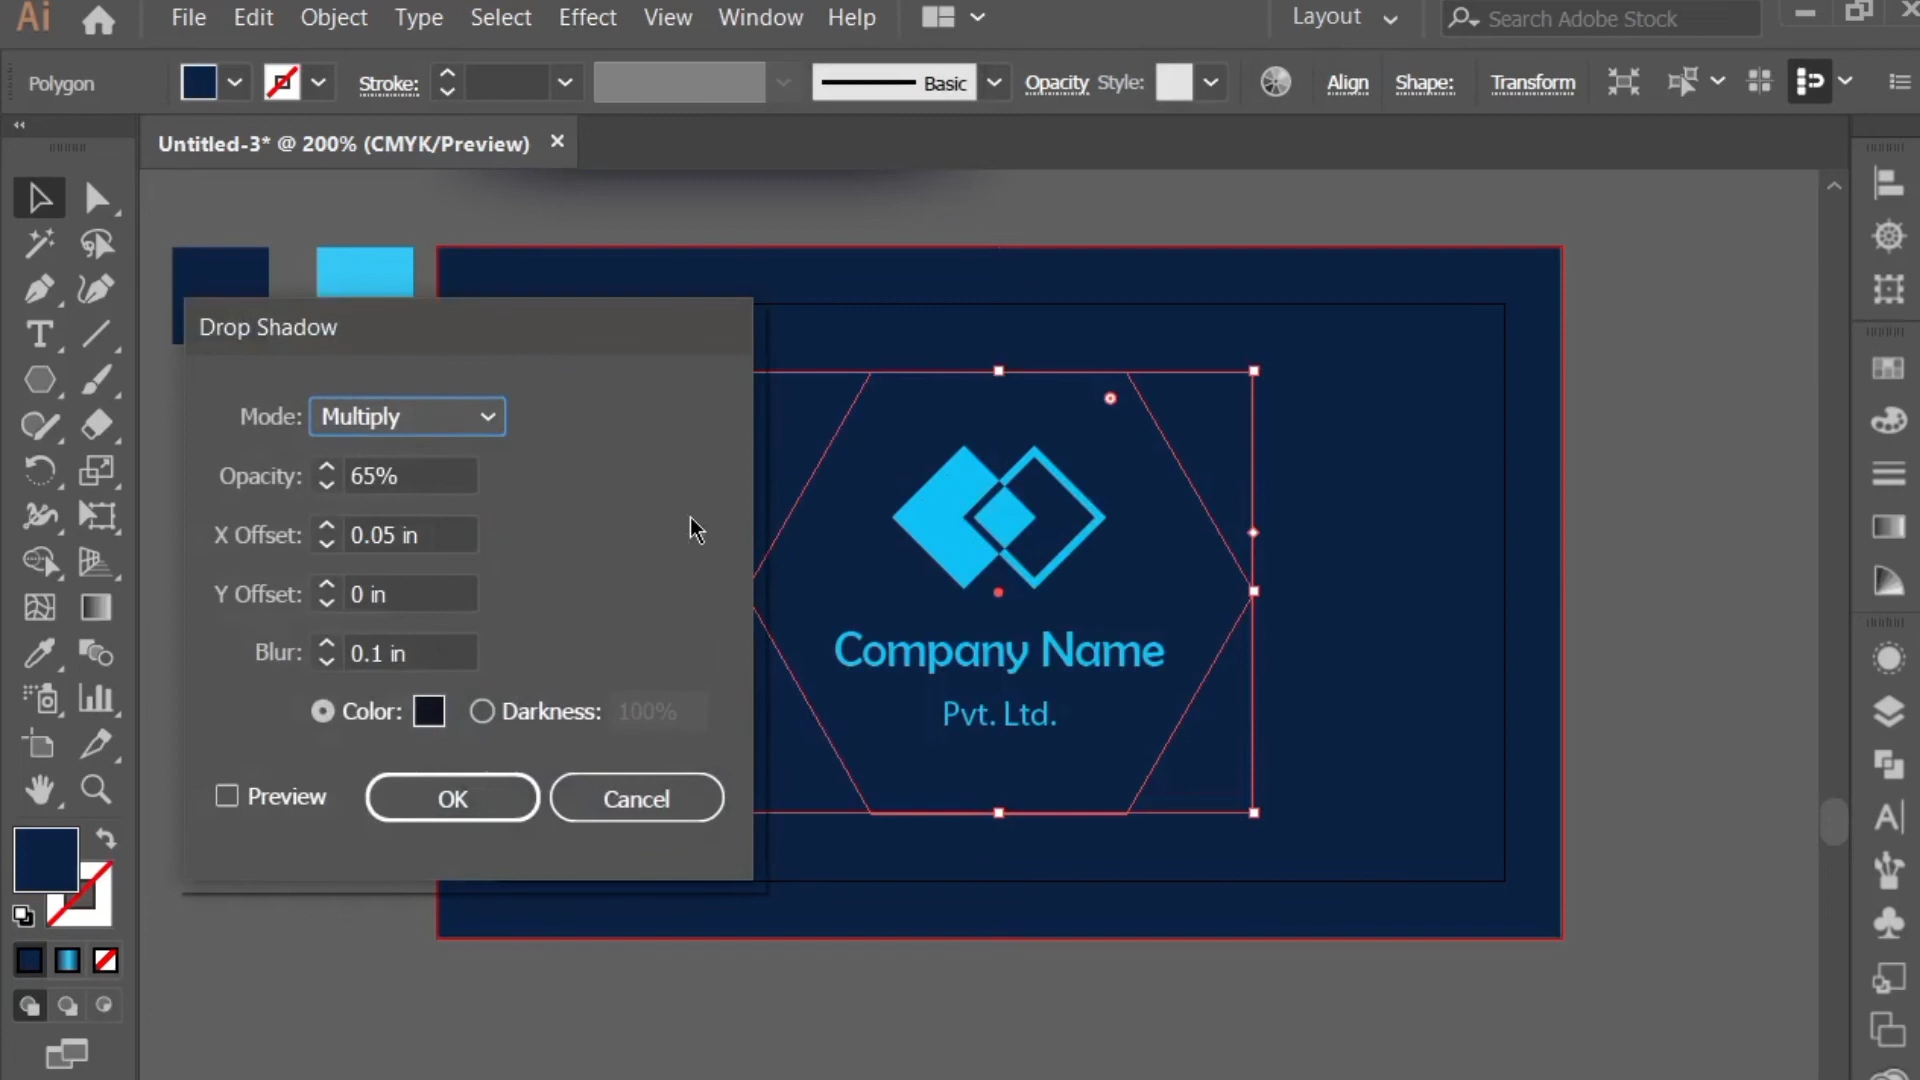 Ai File Edit Object Type Select Effect View Window Help Layout Search Adobe Stock
Polygon Stroke: Basic Opacity Style: Align Shape: Transform
Untitled-3* @ 200% (CMYK/Preview) ×
Drop Shadow
Mode: Multiply
Opacity: 65%
X Offset: 0.05 in
Y Offset: 0 in
Blur: 0.1 in
Color: Darkness: 100%
Preview OK Cancel
Company Name
Pvt. Ltd.